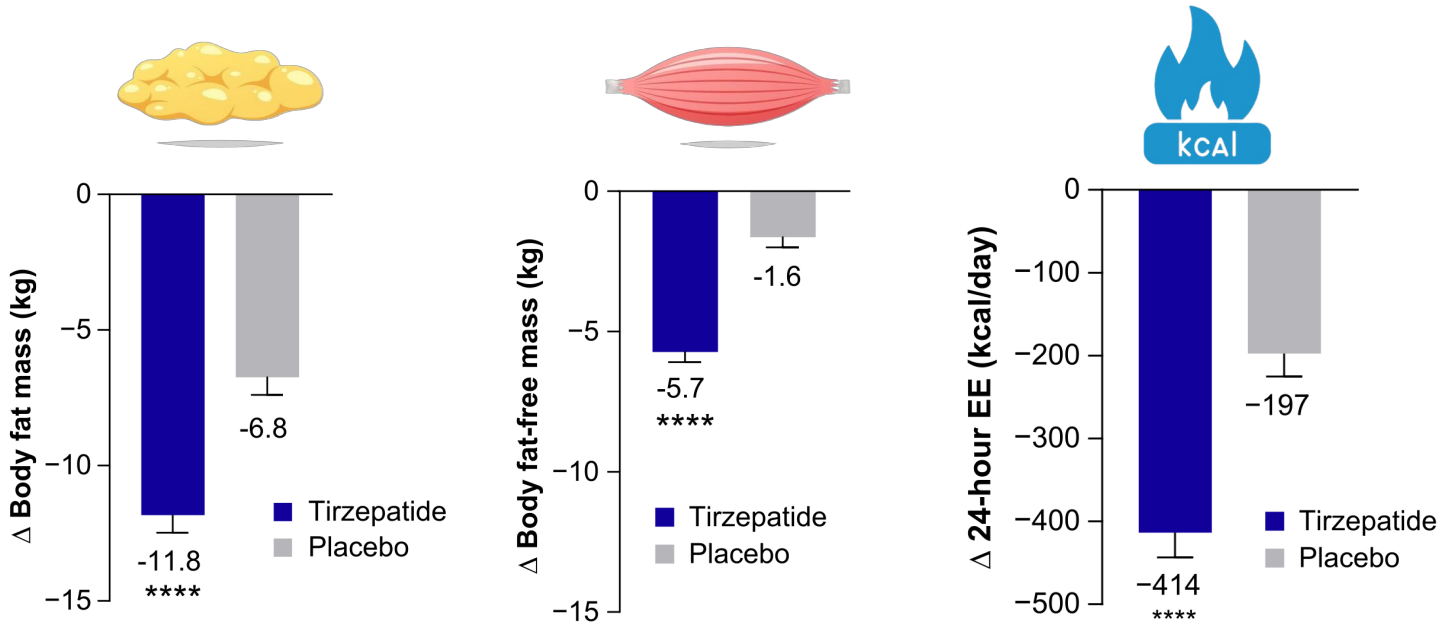 kcal
Δ Body fat mass (kg)
0
−5
−10
−15
-11.8
****
-6.8
Tirzepatide
Placebo
Δ Body fat-free mass (kg)
0
−5
−10
−15
-5.7
****
-1.6
Tirzepatide
Placebo
Δ 24-hour EE (kcal/day)
0
−100
−200
−300
−400
−500
−414
****
−197
Tirzepatide
Placebo